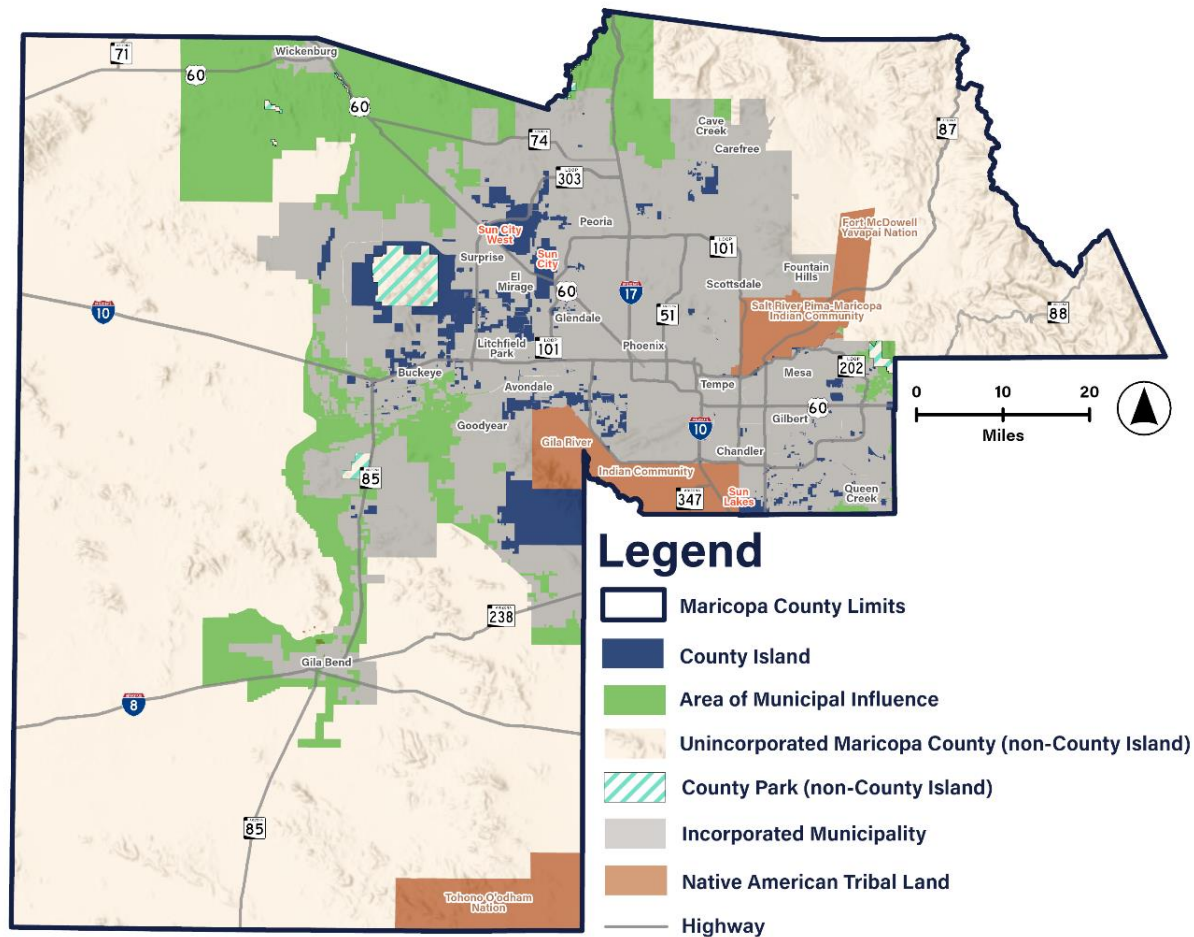 Wickenburg
71
60
60
74
Cave
Creek
Carefree
87
LOOP
303
Sun City
West
Peoria
Fort McDowell
Yavapai Nation
Surprise
Sun
City
LOOP
101
El
Mirage
Scottsdale
Fountain
Hills
10
60
17
51
Salt River Pima-Maricopa
Indian Community
88
Glendale
Litchfield
Park
LOOP
101
Phoenix
Buckeye
Avondale
Tempe
Mesa
LOOP
202
60
0 10 20
Miles
Goodyear
Gilbert
10
Gila River
Chandler
85
Indian Community
347
Sun
Lakes
Queen
Creek
Legend
Maricopa County Limits
238
County Island
Gila Bend
Area of Municipal Influence
8
Unincorporated Maricopa County (non-County Island)
County Park (non-County Island)
85
Incorporated Municipality
Native American Tribal Land
Tohono O'odham
Nation
Highway